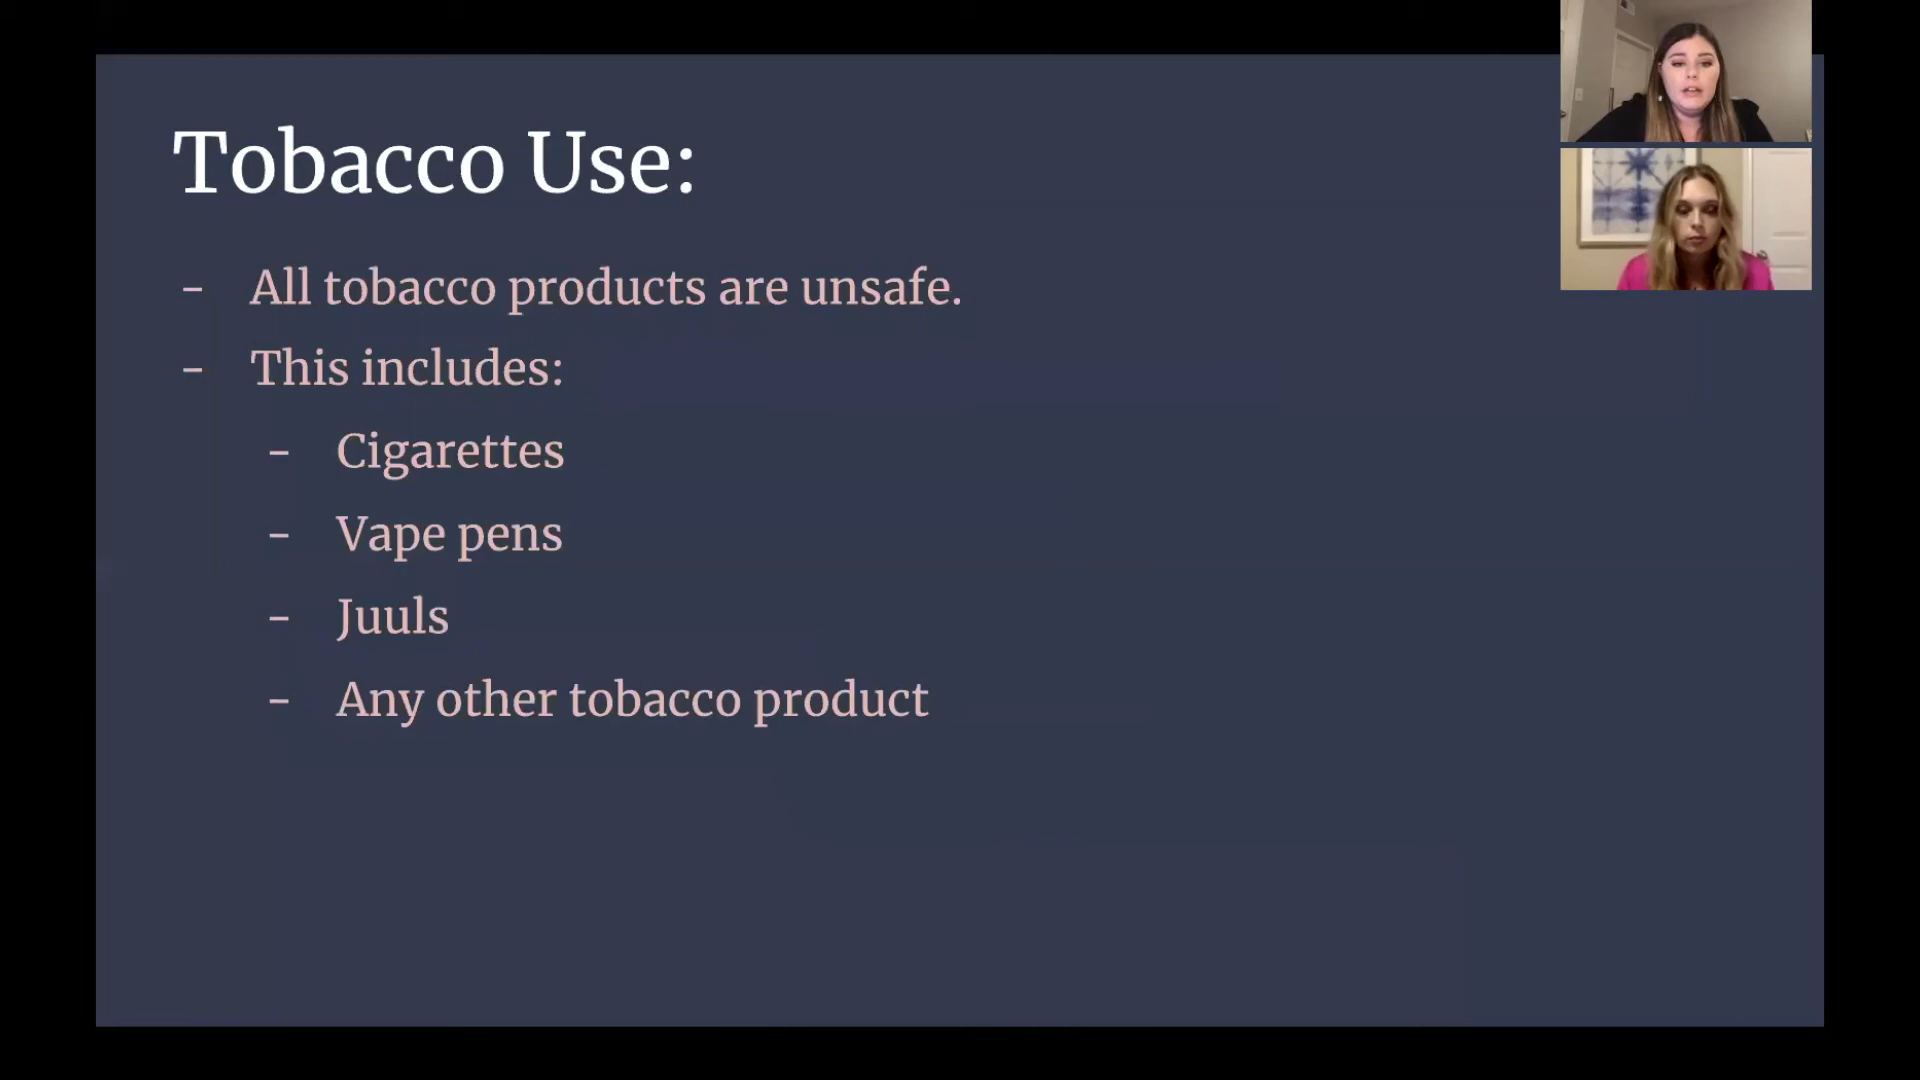 Tobacco Use:
- All tobacco products are unsafe.
- This includes:
- Cigarettes
- Vape pens
- Juuls
- Any other tobacco product